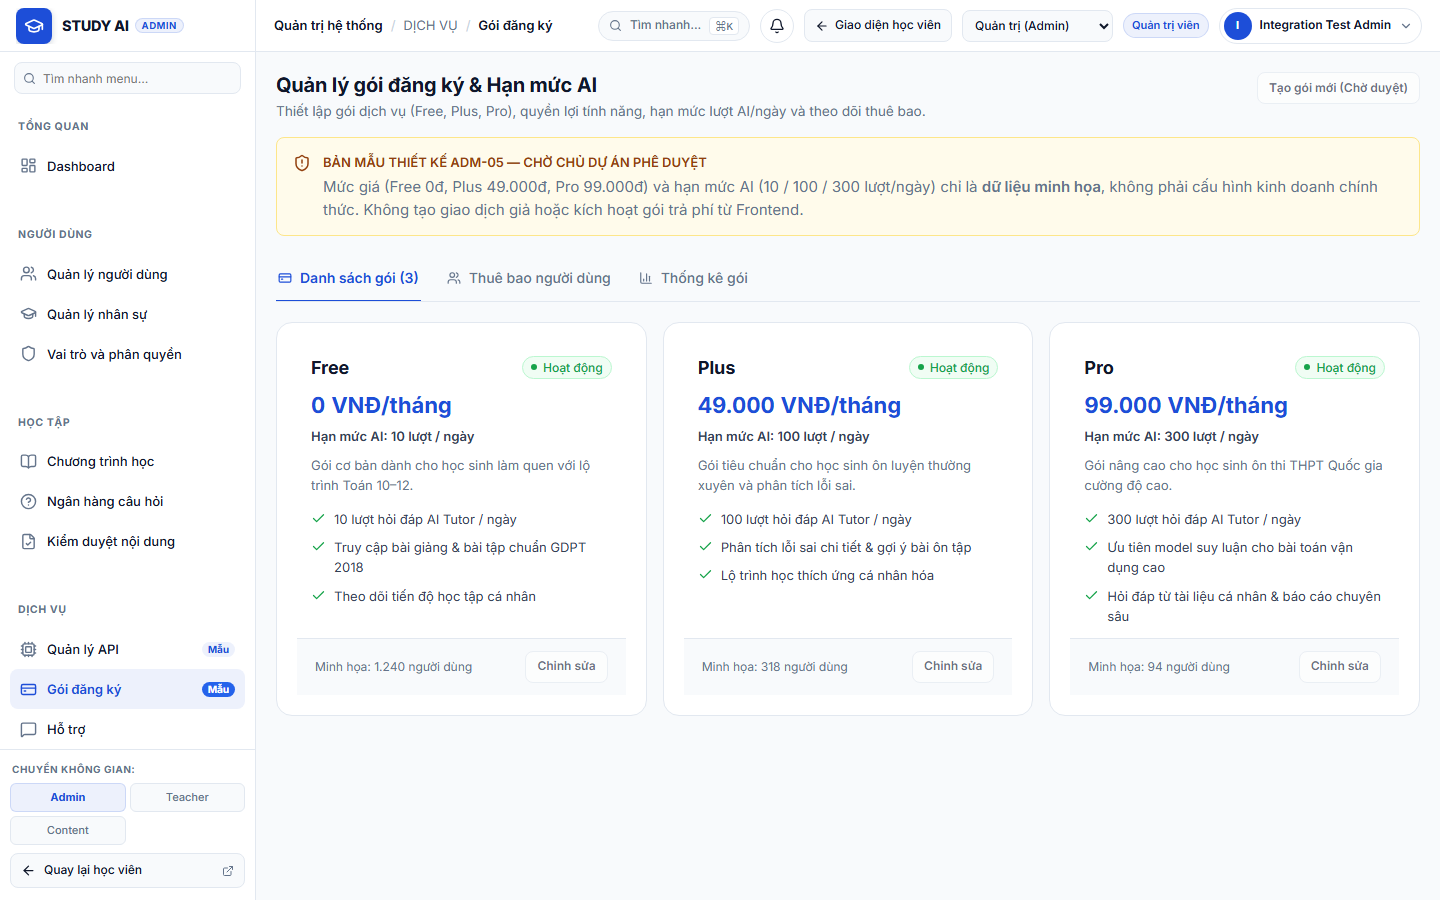 STUDY AI ADMIN
Tìm nhanh menu...
TỔNG QUAN
Dashboard
NGƯỜI DÙNG
Quản lý người dùng
Quản lý nhân sự
Vai trò và phân quyền
HỌC TẬP
Chương trình học
Ngân hàng câu hỏi
Kiểm duyệt nội dung
DỊCH VỤ
Quản lý API Mẫu
Gói đăng ký Mẫu
Hỗ trợ
CHUYỂN KHÔNG GIAN:
Admin Teacher
Content
Quay lại học viên
Quản trị hệ thống / DỊCH VỤ / Gói đăng ký
Tìm nhanh... ⌘K
Giao diện học viên
Quản trị (Admin)
Quản trị viên
I Integration Test Admin
Quản lý gói đăng ký & Hạn mức AI
Thiết lập gói dịch vụ (Free, Plus, Pro), quyền lợi tính năng, hạn mức lượt AI/ngày và theo dõi thuê bao.
Tạo gói mới (Chờ duyệt)
BẢN MẪU THIẾT KẾ ADM-05 — CHỜ CHỦ DỰ ÁN PHÊ DUYỆT
Mức giá (Free 0đ, Plus 49.000đ, Pro 99.000đ) và hạn mức AI (10 / 100 / 300 lượt/ngày) chỉ là dữ liệu minh họa, không phải cấu hình kinh doanh chính
thức. Không tạo giao dịch giả hoặc kích hoạt gói trả phí từ Frontend.
Danh sách gói (3) Thuê bao người dùng Thống kê gói
Free Hoạt động
0 VNĐ/tháng
Hạn mức AI: 10 lượt / ngày
Gói cơ bản dành cho học sinh làm quen với lộ
trình Toán 10–12.
10 lượt hỏi đáp AI Tutor / ngày
Truy cập bài giảng & bài tập chuẩn GDPT
2018
Theo dõi tiến độ học tập cá nhân
Minh họa: 1.240 người dùng Chỉnh sửa
Plus Hoạt động
49.000 VNĐ/tháng
Hạn mức AI: 100 lượt / ngày
Gói tiêu chuẩn cho học sinh ôn luyện thường
xuyên và phân tích lỗi sai.
100 lượt hỏi đáp AI Tutor / ngày
Phân tích lỗi sai chi tiết & gợi ý bài ôn tập
Lộ trình học thích ứng cá nhân hóa
Minh họa: 318 người dùng Chỉnh sửa
Pro Hoạt động
99.000 VNĐ/tháng
Hạn mức AI: 300 lượt / ngày
Gói nâng cao cho học sinh ôn thi THPT Quốc gia
cường độ cao.
300 lượt hỏi đáp AI Tutor / ngày
Ưu tiên model suy luận cho bài toán vận
dụng cao
Hỏi đáp từ tài liệu cá nhân & báo cáo chuyên
sâu
Minh họa: 94 người dùng Chỉnh sửa